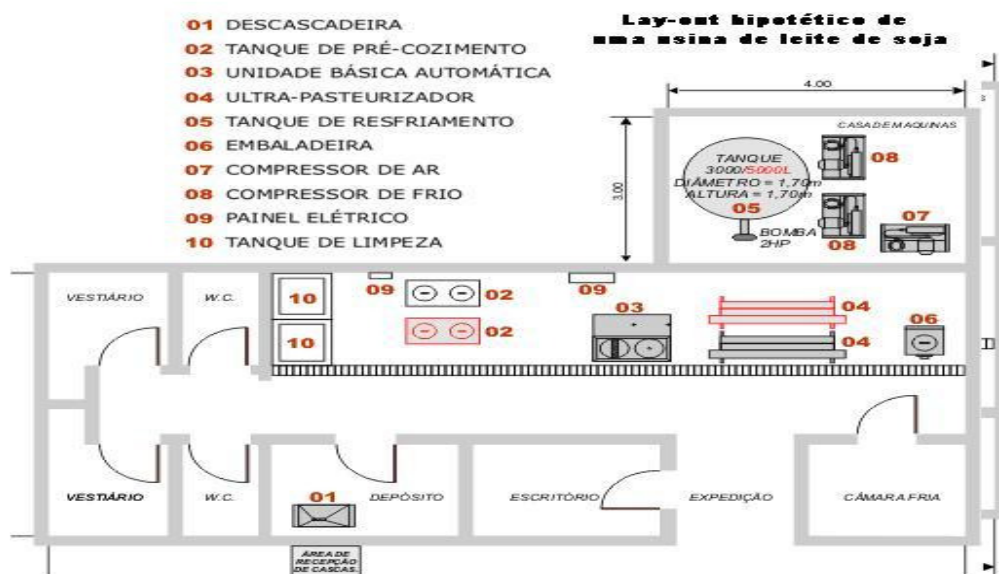 01 DESCASCADEIRA
02 TANQUE DE PRÉ-COZIMENTO
03 UNIDADE BÁSICA AUTOMÁTICA
04 ULTRA-PASTEURIZADOR
05 TANQUE DE RESFRIAMENTO
06 EMBALADEIRA
07 COMPRESSOR DE AR
08 COMPRESSOR DE FRIO
09 PAINEL ELÉTRICO
10 TANQUE DE LIMPEZA
Lay-out hipotético de
uma usina de leite de soja
4.00
3.00
CASA DE MAQUINAS
TANQUE
3000/5000L
DIÂMETRO = 1,70m
ALTURA = 1,70m
05
BOMBA
2HP
08
08
07
VESTIÁRIO
W.C.
10
10
09
02
02
09
03
04
04
06
VESTIÁRIO
W.C.
01
DEPÓSITO
ESCRITÓRIO
EXPEDIÇÃO
CÂMARA FRIA
ÁREA DE
RECEPÇÃO
DE CASCAS.